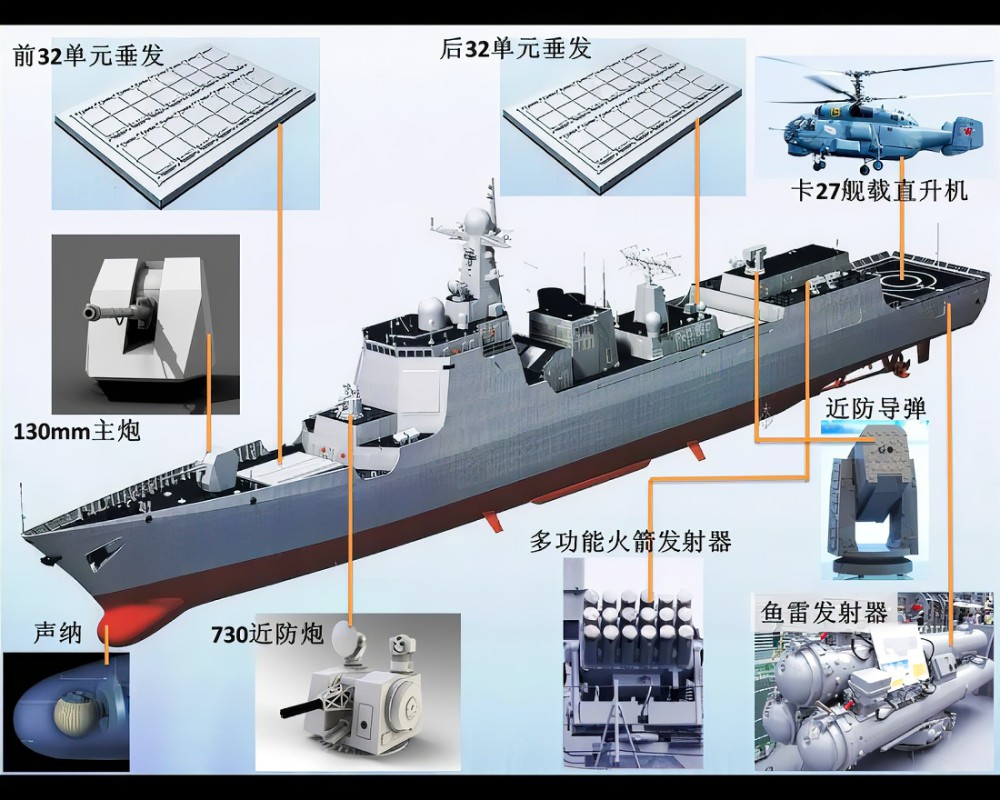 前32单元垂发
后32单元垂发
卡27舰载直升机
130mm主炮
近防导弹
多功能火箭发射器
鱼雷发射器
声纳
730近防炮